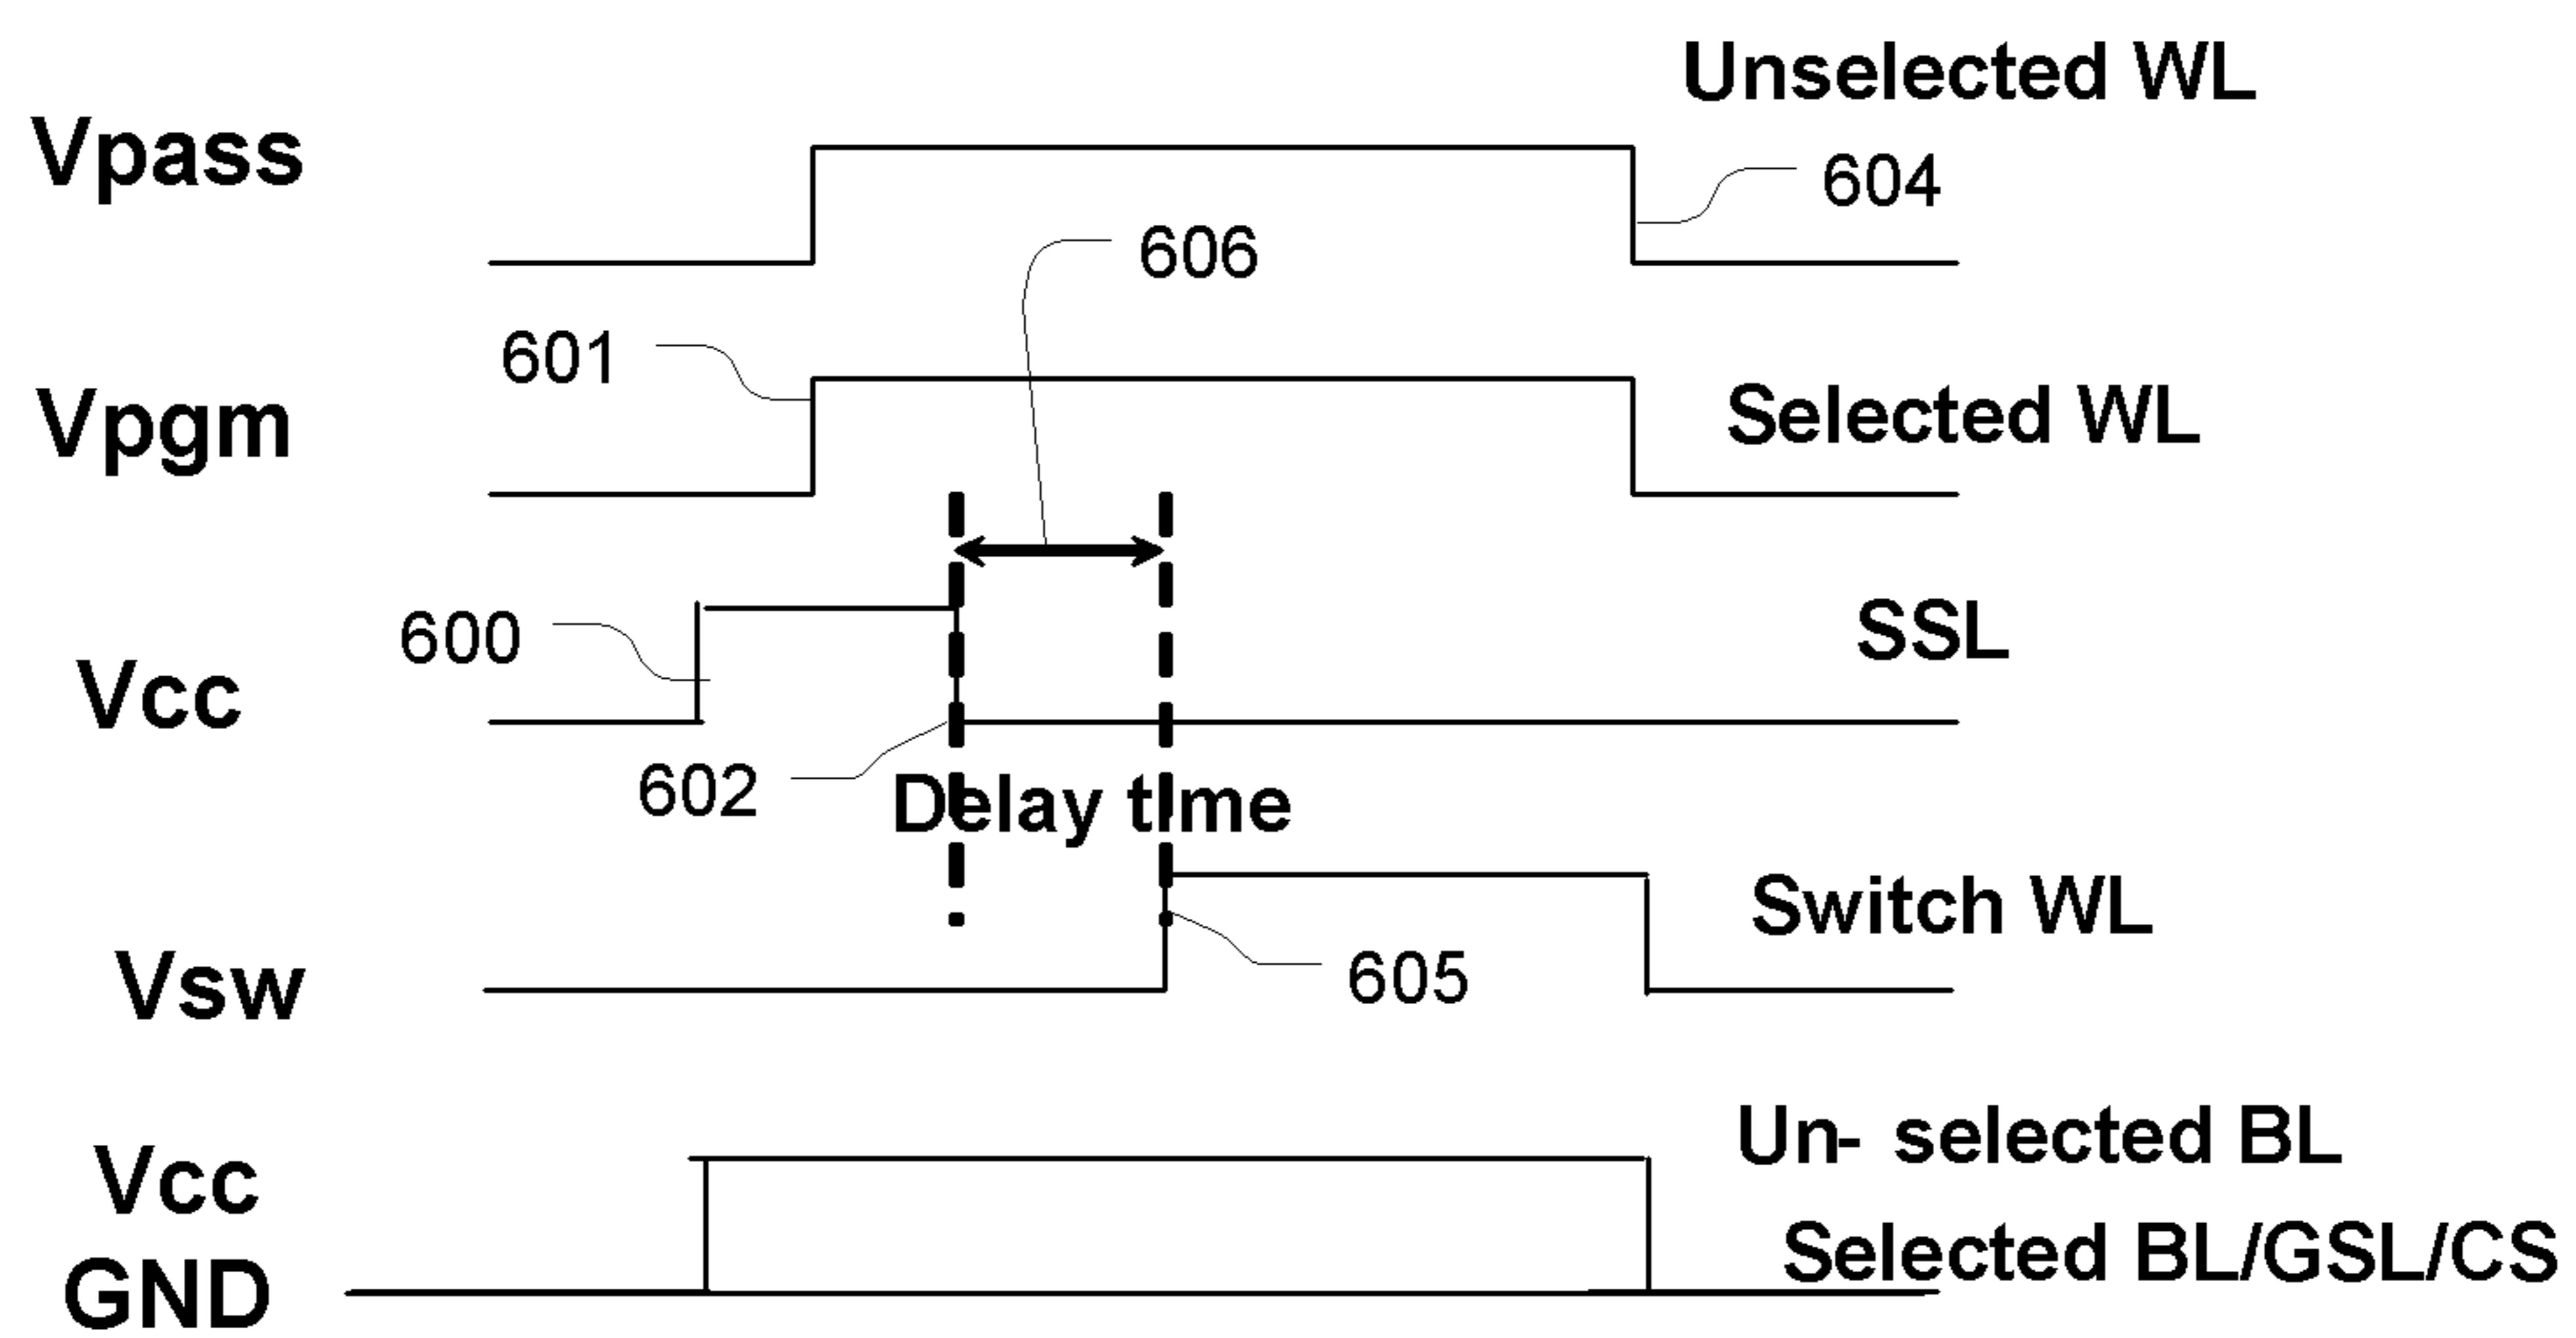 Unselected WL
Vpass
604
606
601
Vpgm
Selected WL
600
SSL
Vcc
602
Delay time
Switch WL
Vsw
605
Un- selected BL
Vcc
Selected BL/GSL/CS
GND